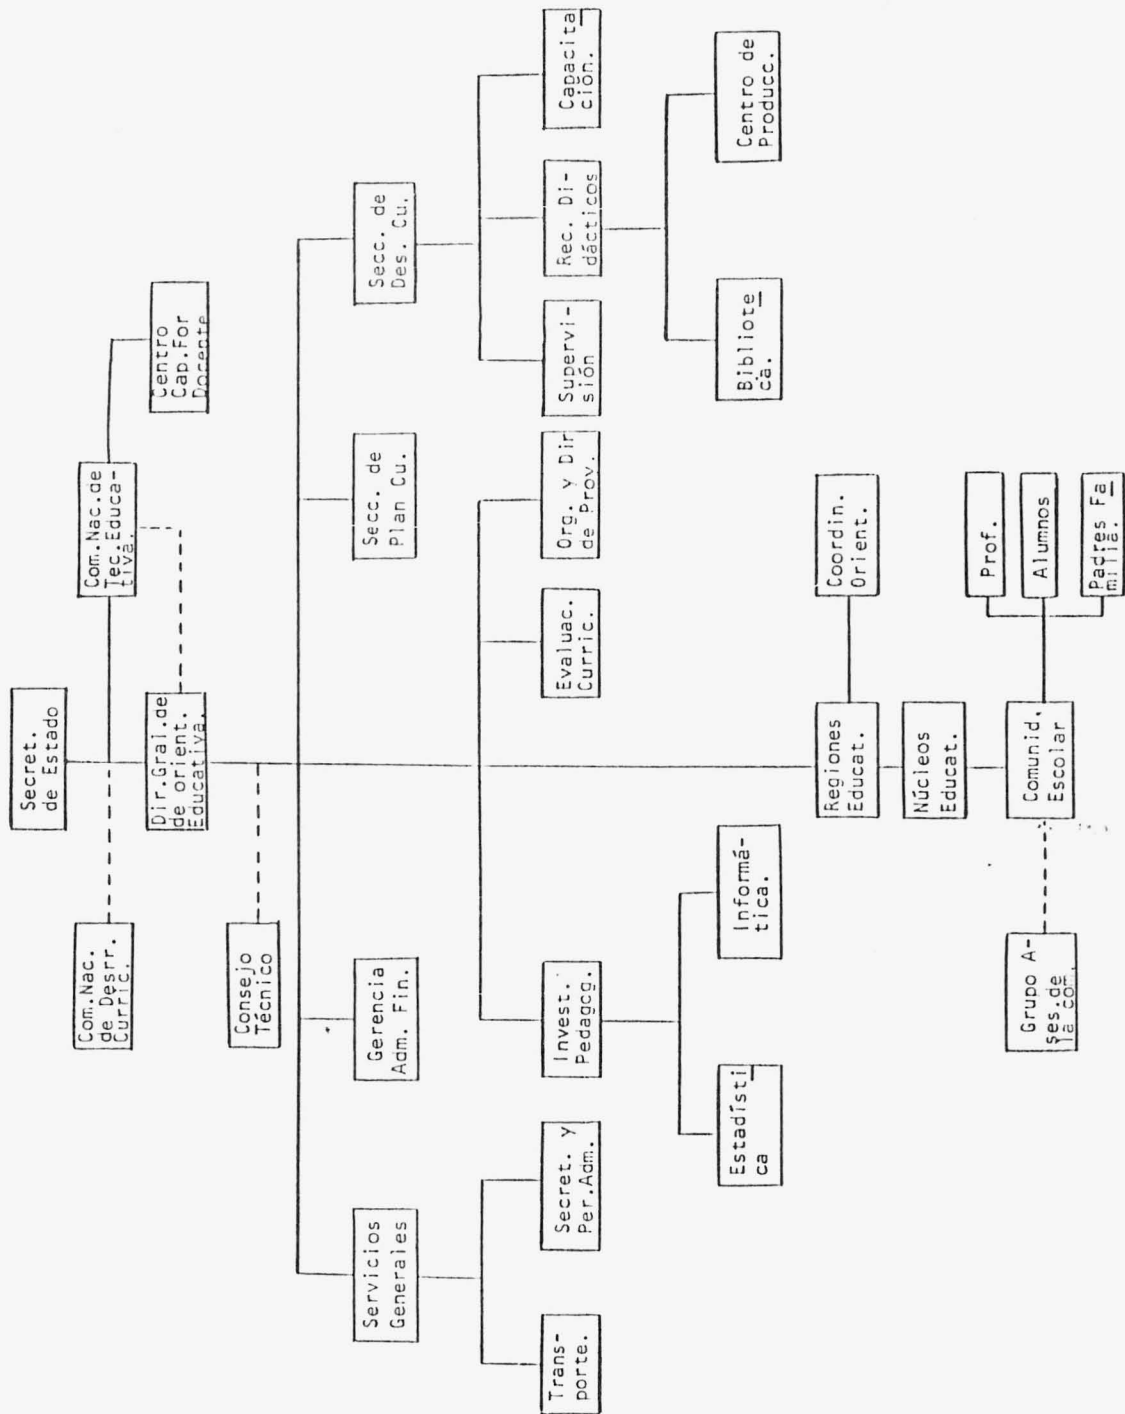 Secret.
de Estado
Com.Nac.
de Desrr.
Curric.
Com.Nac.de
Tec.Educa-
tiva.
Dir.Gral.de
de orient.
Educativa.
Centro
Cap.For
Docente
Consejo
Técnico
Servicios
Generales
Gerencia
Adm. Fin.
Secc. de
Plan Cu.
Secc. de
Des. Cu.
Trans-
porte.
Secret. y
Per.Adm.
Invest.
Pedagog.
Evaluac.
Curric.
Org. y Dir
de Proy.
Supervi-
sión
Rec. Di-
dácticos
Capacita
ción.
Estadísti
ca
Informá-
tica.
Bibliote
ca.
Centro de
Producc.
Regiones
Educat.
Coordin.
Orient.
Núcleos
Educat.
Grupo A-
ses.de
la com.
Comunid.
Escolar
Prof.
Alumnos
Padres Fa
milia.